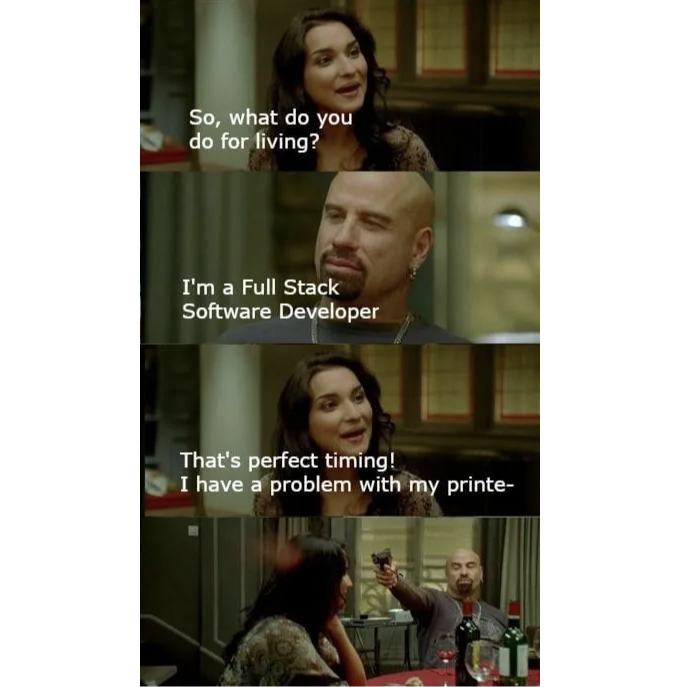 So, what do you
do for living?
I'm a Full Stack
Software Developer
That's perfect timing!
I have a problem with my printe-